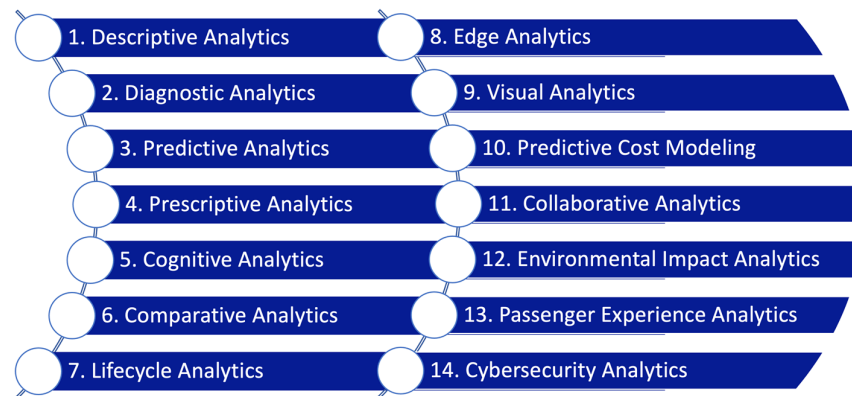 1. Descriptive Analytics
2. Diagnostic Analytics
3. Predictive Analytics
4. Prescriptive Analytics
5. Cognitive Analytics
6. Comparative Analytics
7. Lifecycle Analytics
8. Edge Analytics
9. Visual Analytics
10. Predictive Cost Modeling
11. Collaborative Analytics
12. Environmental Impact Analytics
13. Passenger Experience Analytics
14. Cybersecurity Analytics